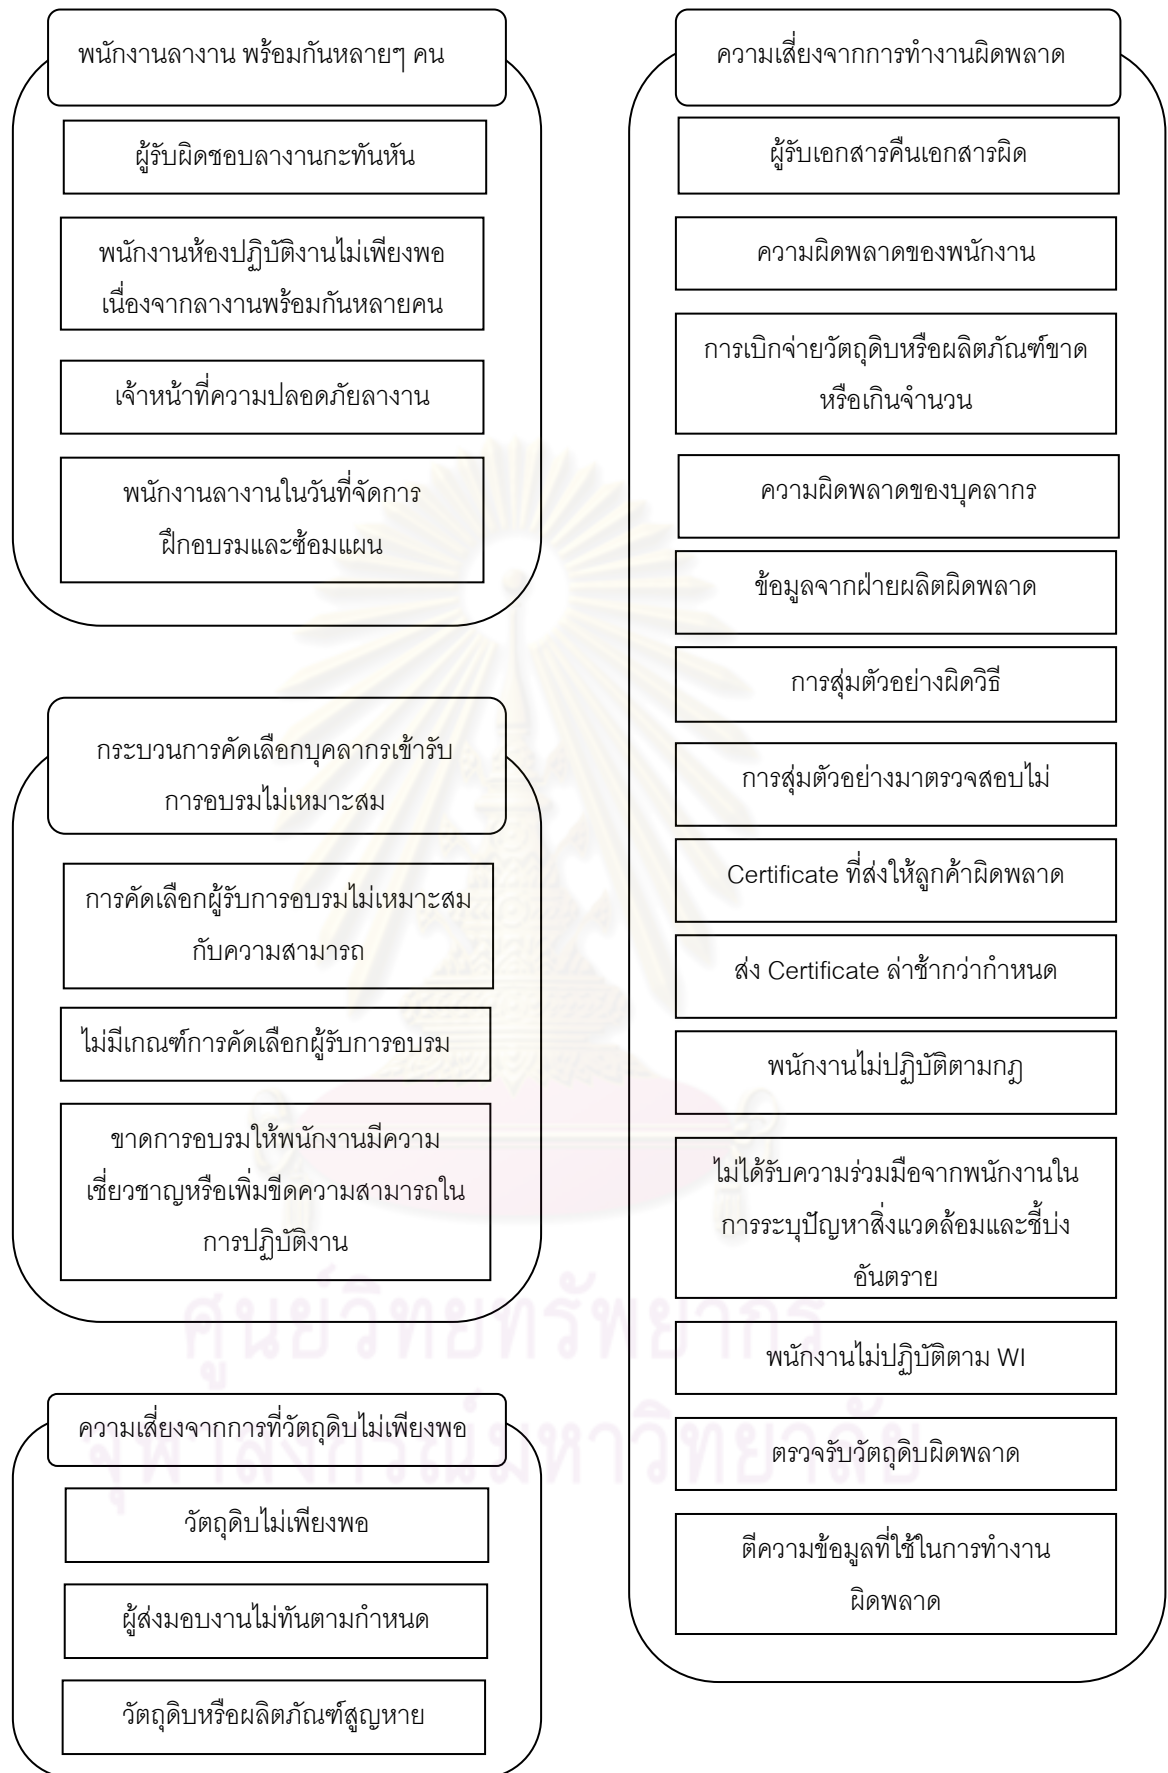 พนักงานลางาน พร้อมกันหลายๆ คน
ผู้รับผิดชอบลางานกะทันหัน
พนักงานห้องปฏิบัติงานไม่เพียงพอ
เนื่องจากลางานพร้อมกันหลายคน
เจ้าหน้าที่ความปลอดภัยลางาน
พนักงานลางานในวันที่จัดการ
ฝึกอบรมและซ้อมแผน
กระบวนการคัดเลือกบุคลากรเข้ารับ
การอบรมไม่เหมาะสม
การคัดเลือกผู้รับการอบรมไม่เหมาะสม
กับความสามารถ
ไม่มีเกณฑ์การคัดเลือกผู้รับการอบรม
ขาดการอบรมให้พนักงานมีความ
เชี่ยวชาญหรือเพิ่มขีดความสามารถใน
การปฏิบัติงาน
ความเสี่ยงจากการที่วัตถุดิบไม่เพียงพอ
วัตถุดิบไม่เพียงพอ
ผู้ส่งมอบงานไม่ทันตามกำหนด
วัตถุดิบหรือผลิตภัณฑ์สูญหาย
ความเสี่ยงจากการทำงานผิดพลาด
ผู้รับเอกสารคืนเอกสารผิด
ความผิดพลาดของพนักงาน
การเบิกจ่ายวัตถุดิบหรือผลิตภัณฑ์ขาด
หรือเกินจำนวน
ความผิดพลาดของบุคลากร
ข้อมูลจากฝ่ายผลิตผิดพลาด
การสุ่มตัวอย่างผิดวิธี
การสุ่มตัวอย่างมาตรวจสอบไม่
Certificate ที่ส่งให้ลูกค้าผิดพลาด
ส่ง Certificate ล่าช้ากว่ากำหนด
พนักงานไม่ปฏิบัติตามกฎ
ไม่ได้รับความร่วมมือจากพนักงานใน
การระบุปัญหาสิ่งแวดล้อมและชี้บ่ง
อันตราย
พนักงานไม่ปฏิบัติตาม WI
ตรวจรับวัตถุดิบผิดพลาด
ตีความข้อมูลที่ใช้ในการทำงาน
ผิดพลาด
ศูนย์วิทยทรัพยากร
จุฬาลงกรณ์มหาวิทยาลัย